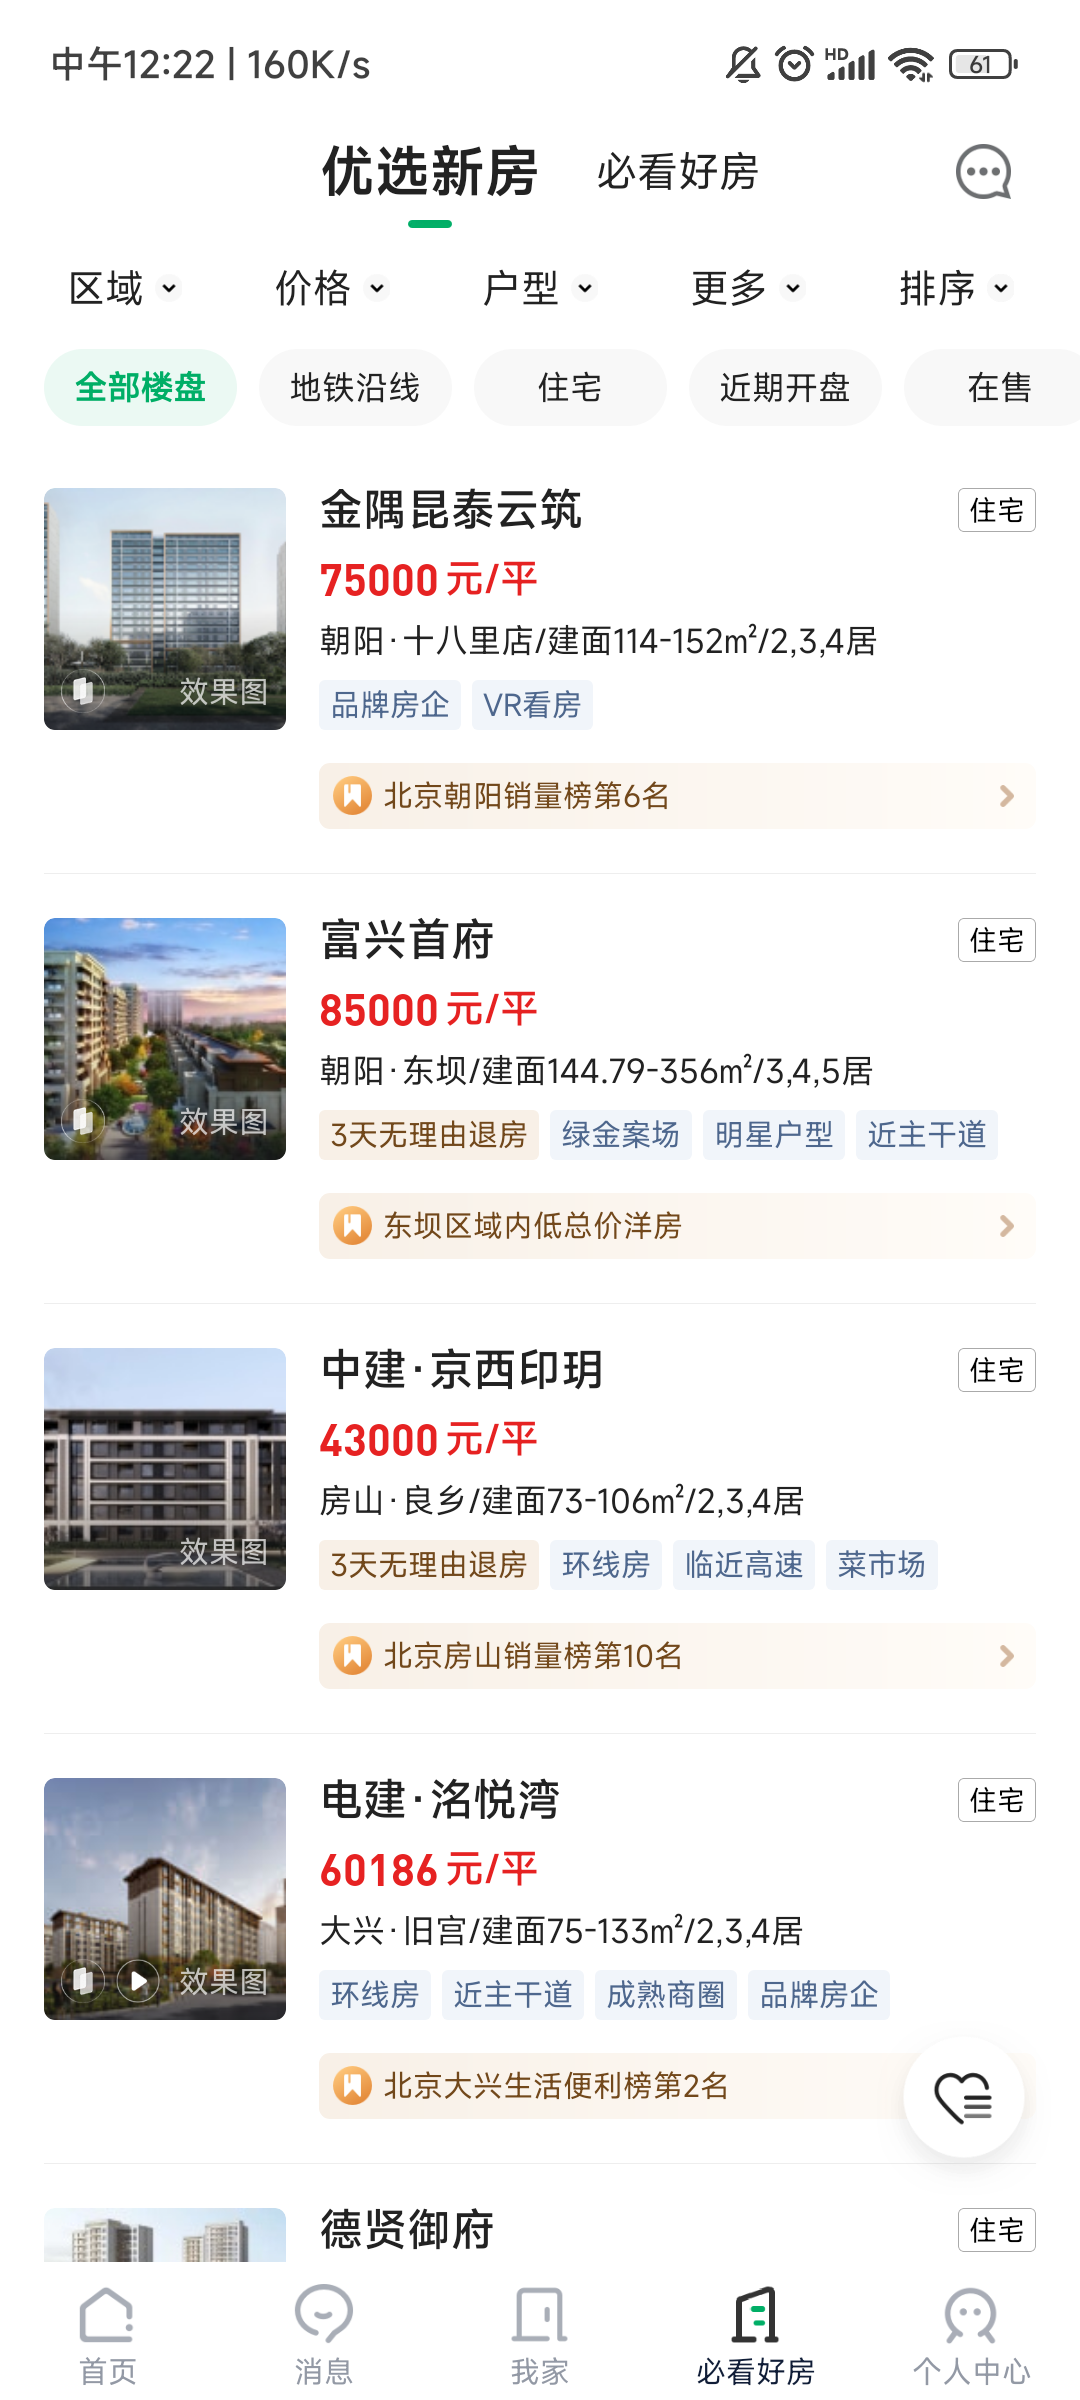 中午12:22 | 160K/s
HD
61
优选新房 必看好房
区域 价格 户型 更多 排序
全部楼盘 地铁沿线 住宅 近期开盘 在售
金隅昆泰云筑 住宅
75000 元/平
朝阳·十八里店/建面114-152㎡/2,3,4居
品牌房企 VR看房
效果图
北京朝阳销量榜第6名
富兴首府 住宅
85000 元/平
朝阳·东坝/建面144.79-356㎡/3,4,5居
3天无理由退房 绿金案场 明星户型 近主干道
效果图
东坝区域内低总价洋房
中建·京西印玥 住宅
43000 元/平
房山·良乡/建面73-106㎡/2,3,4居
3天无理由退房 环线房 临近高速 菜市场
效果图
北京房山销量榜第10名
电建·洺悦湾 住宅
60186 元/平
大兴·旧宫/建面75-133㎡/2,3,4居
环线房 近主干道 成熟商圈 品牌房企
效果图
北京大兴生活便利榜第2名
德贤御府 住宅
首页 消息 我家 必看好房 个人中心